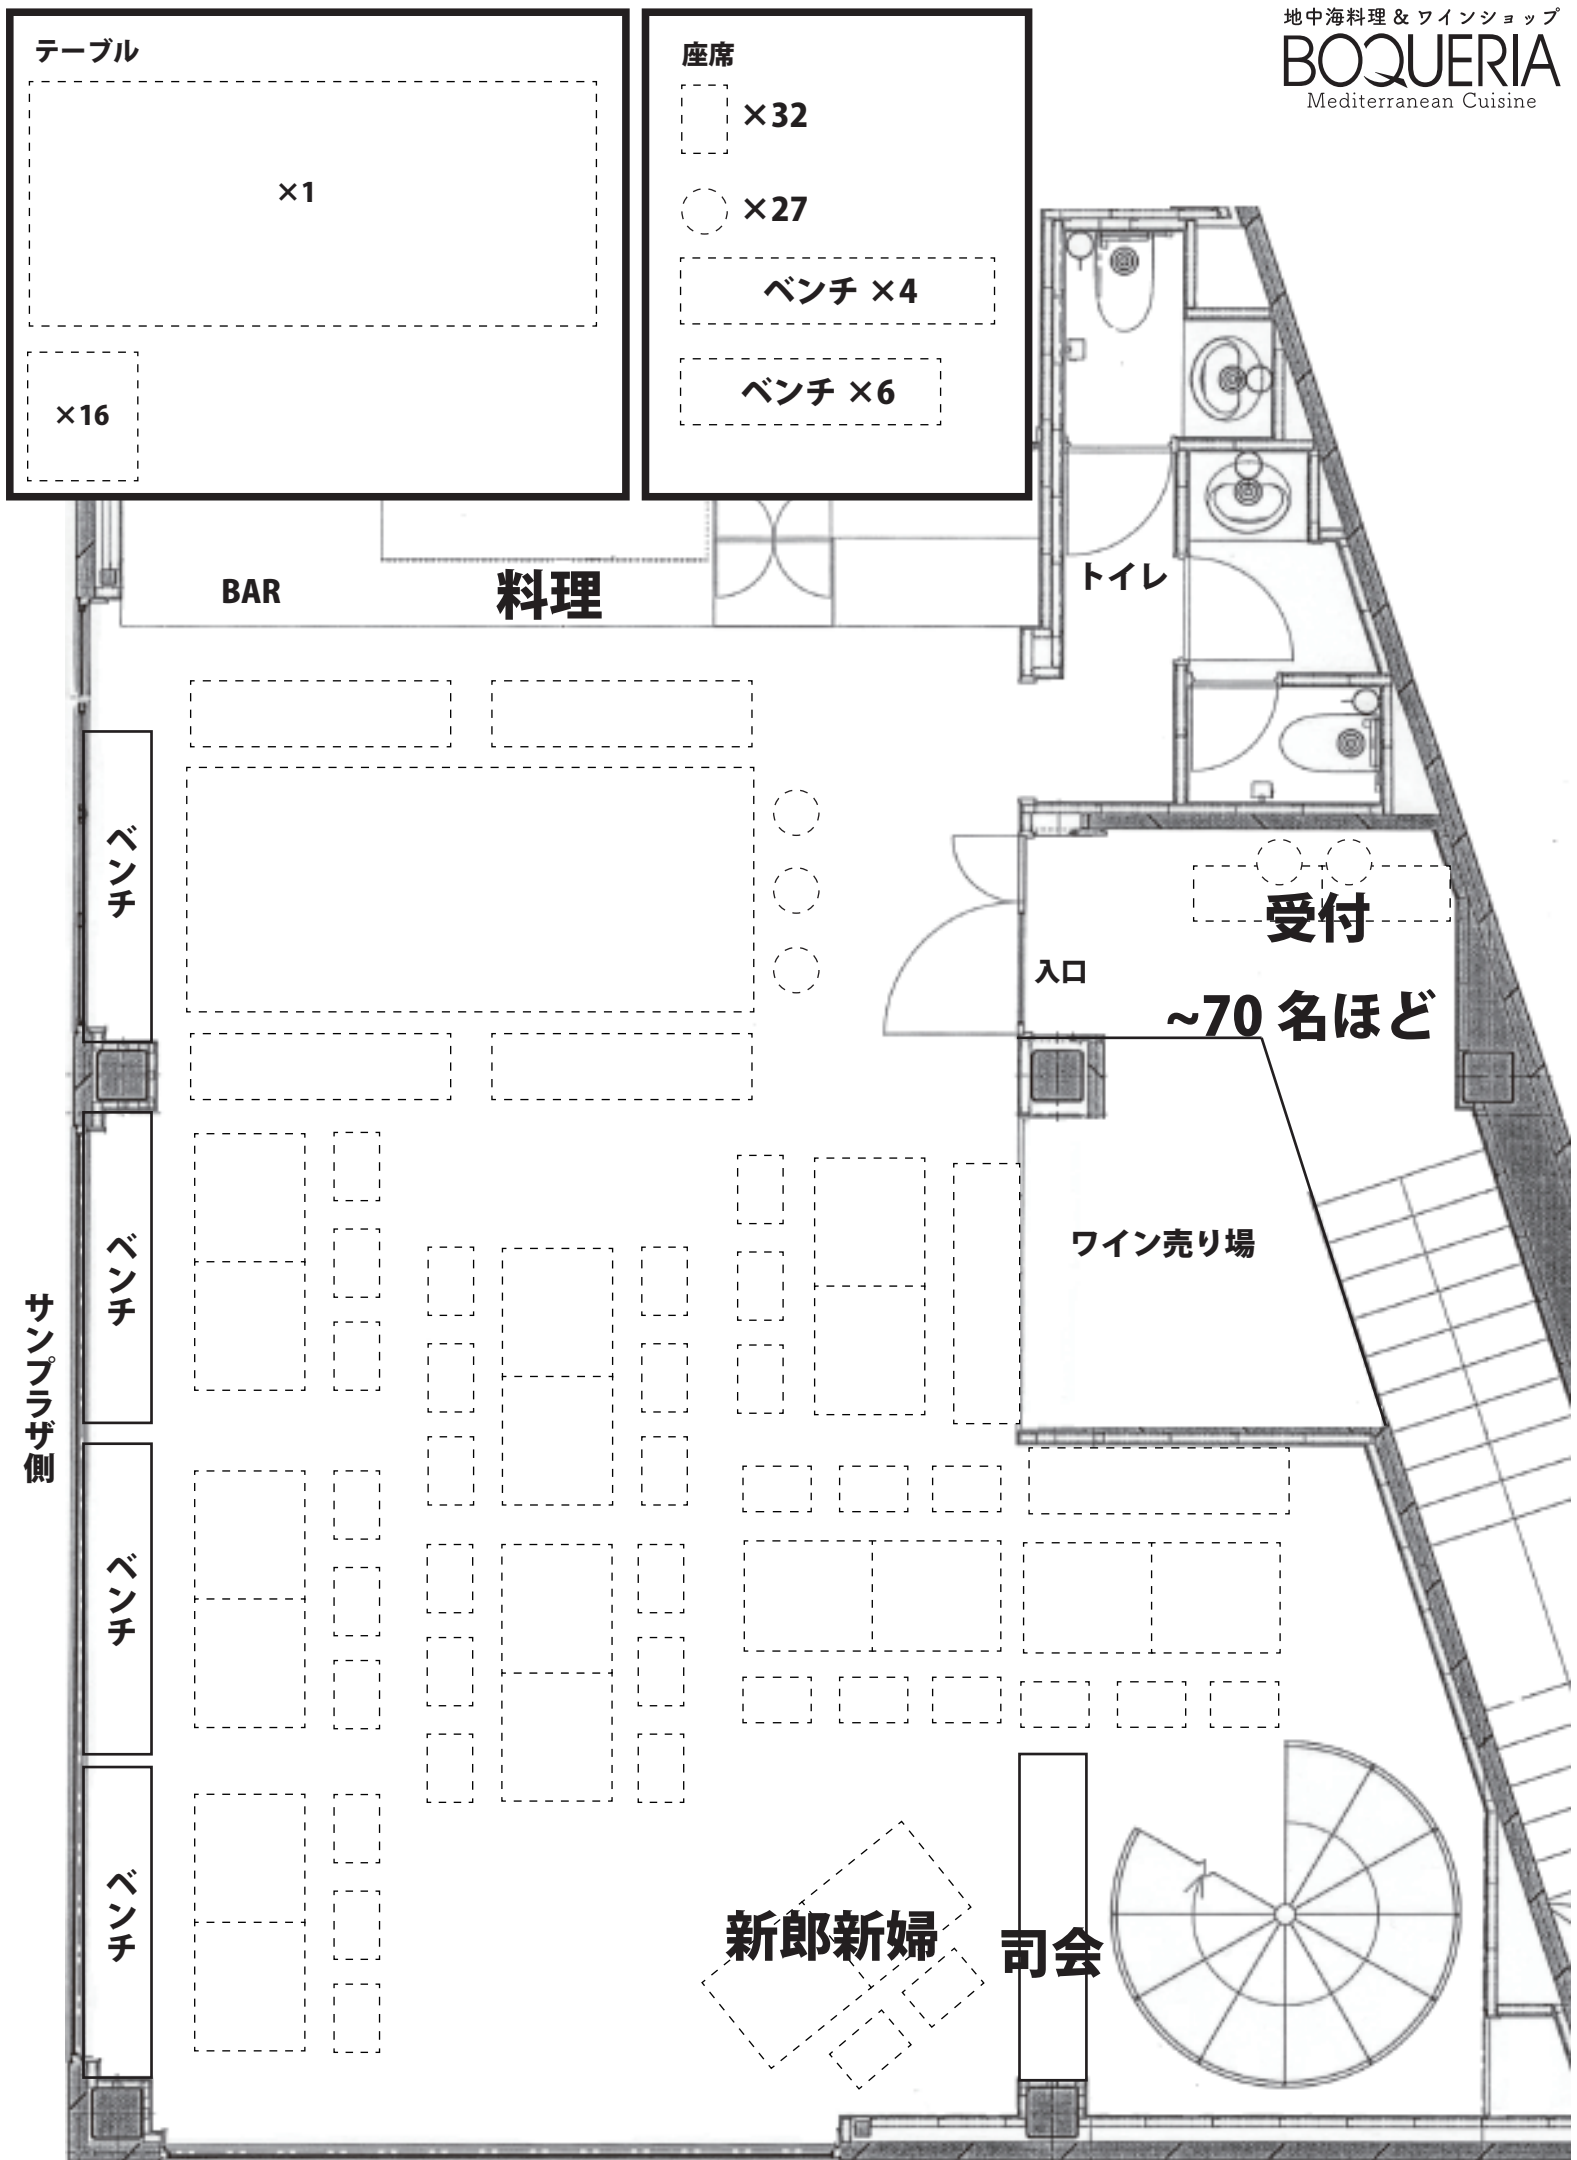 地中海料理 & ワインショップ
BOQUERIA
Mediterranean Cuisine
テーブル
×1
×16
座席
×32
×27
ベンチ ×4
ベンチ ×6
BAR
料理
トイレ
ベンチ
受付
入口
~70 名ほど
ベンチ
ワイン売り場
サンプラザ側
ベンチ
ベンチ
新郎新婦
司会